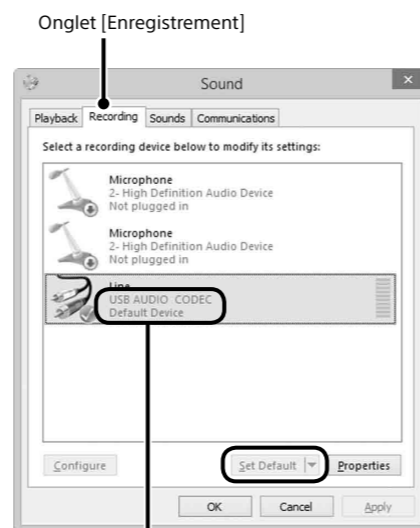 Onglet [Enregistrement]
Sound
Playback Recording Sounds Communications
Select a recording device below to modify its settings:
Microphone
2- High Definition Audio Device
Not plugged in
Microphone
2- High Definition Audio Device
Not plugged in
Line
USB AUDIO CODEC
Default Device
Configure Set Default Properties
OK Cancel Apply